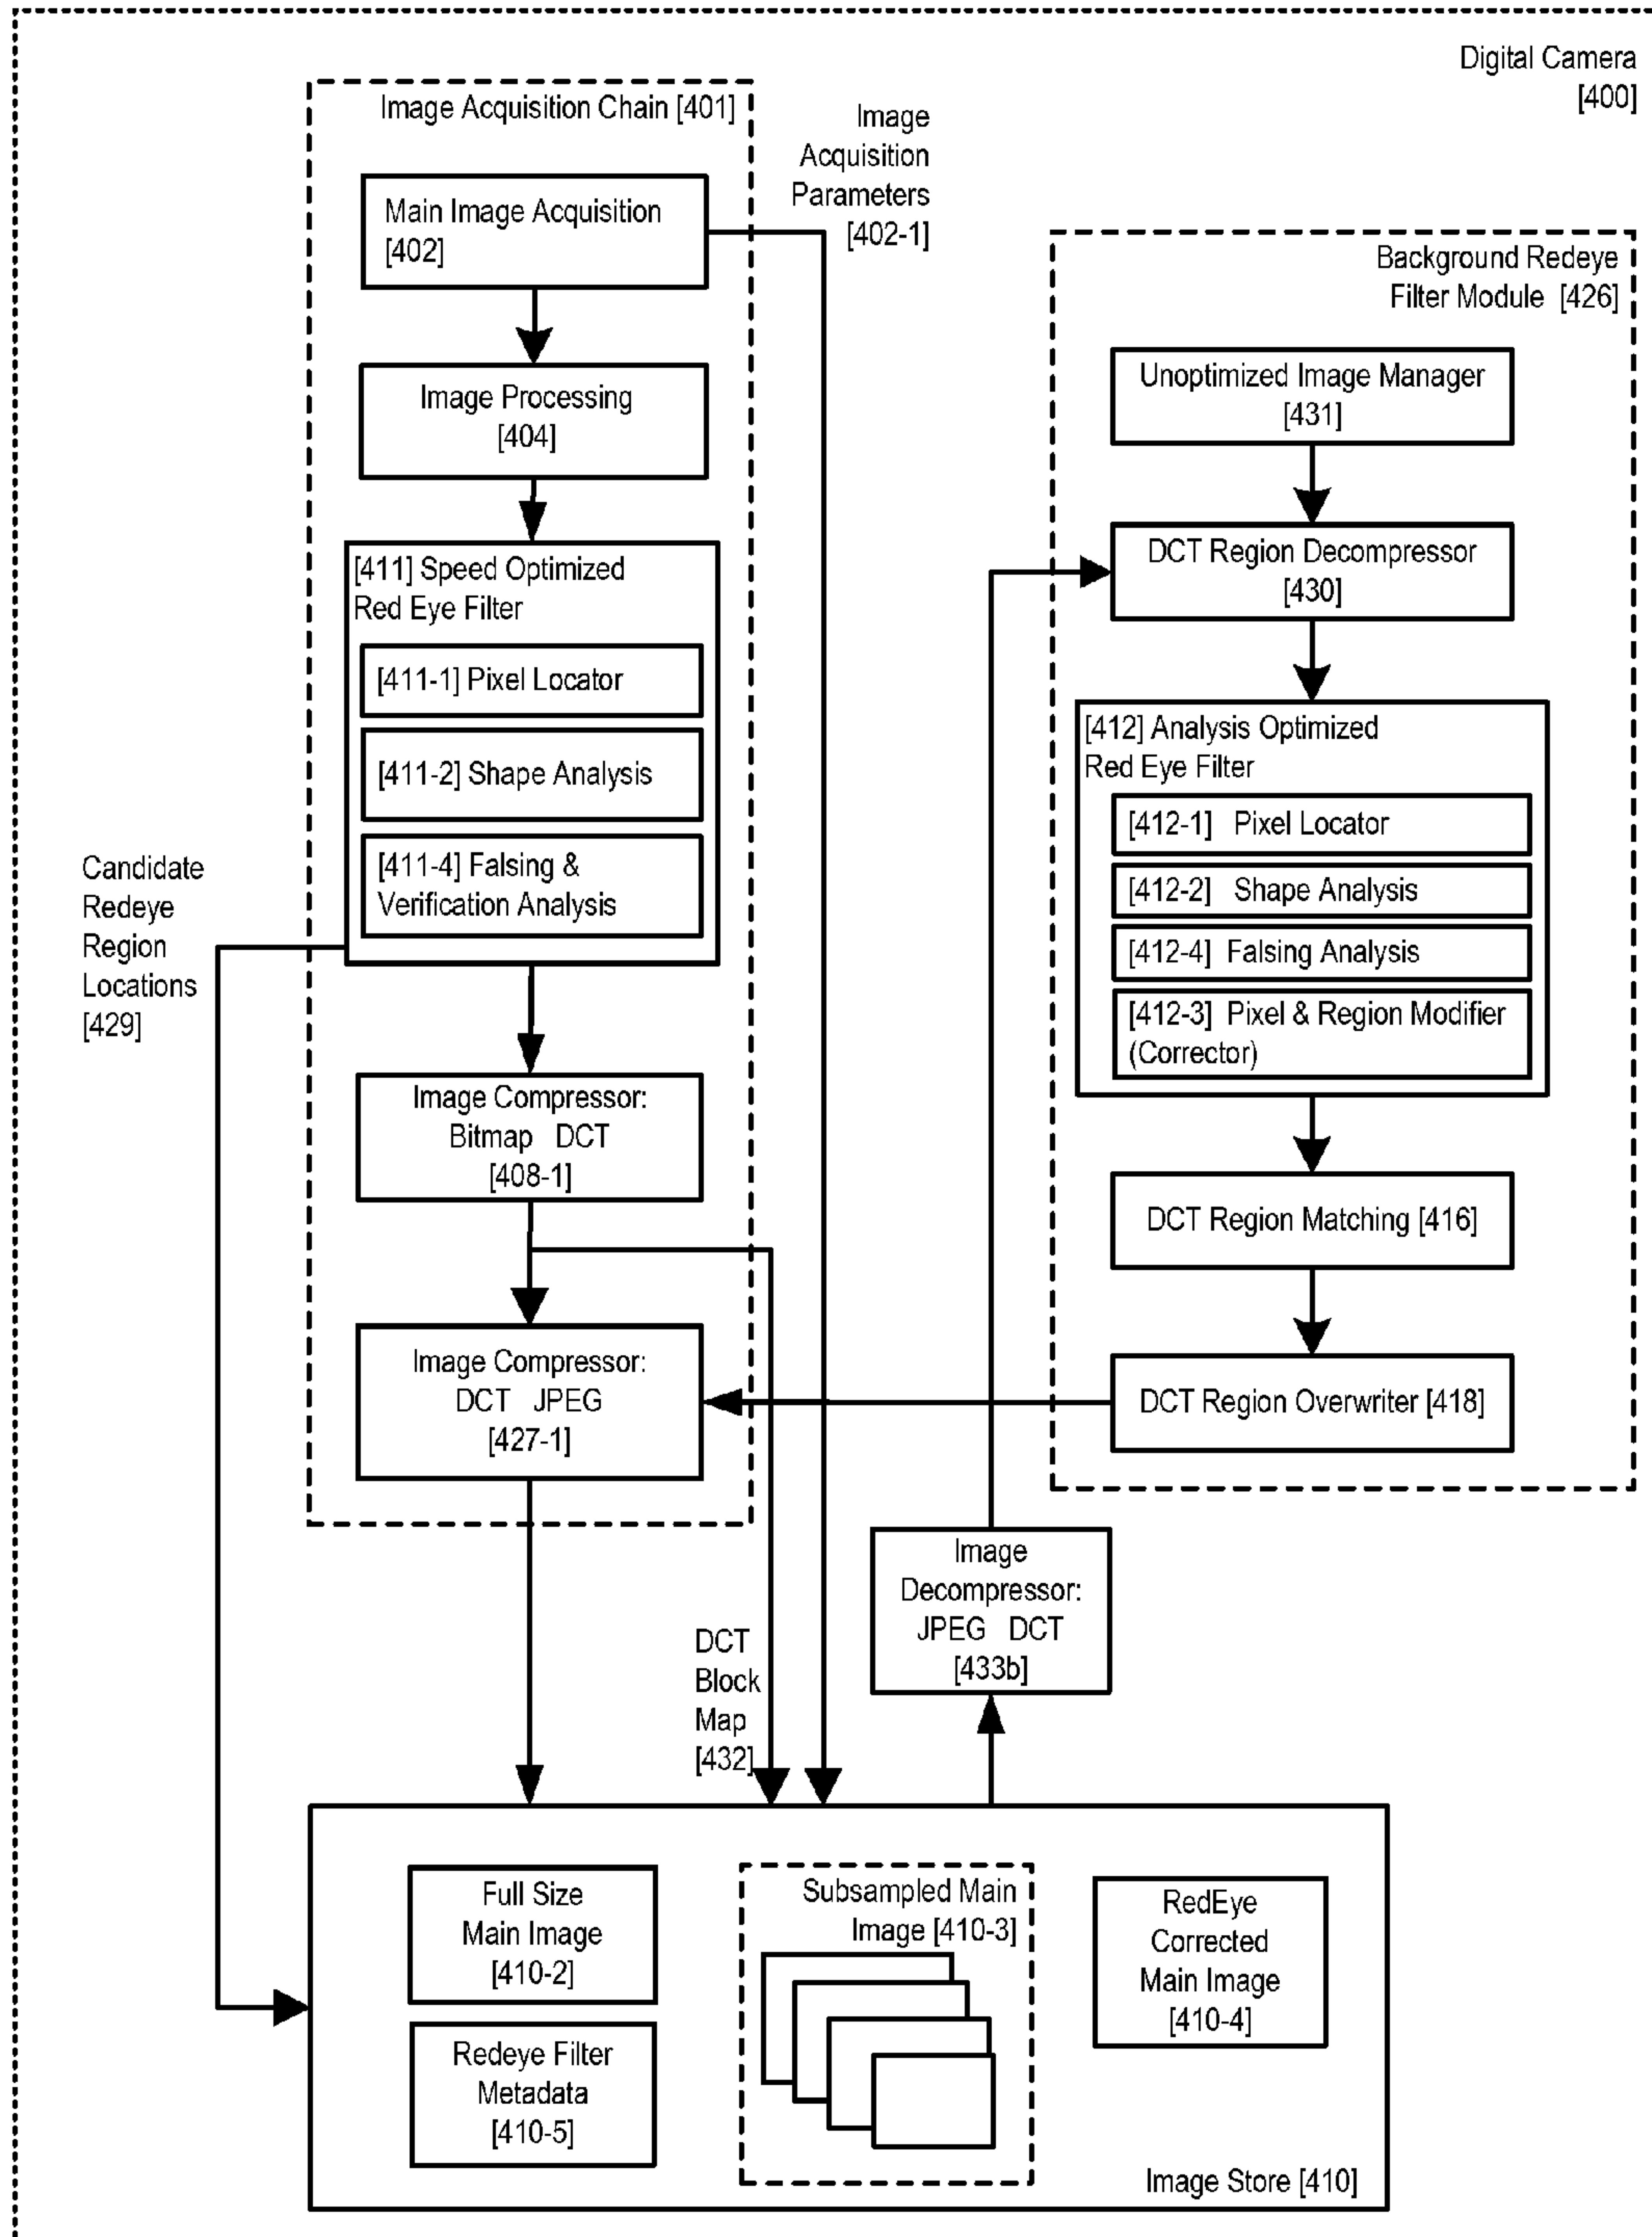 Digital Camera
[400]
Image Acquisition Chain [401]
Image
Acquisition
Parameters
[402-1]
Main Image Acquisition
[402]
Image Processing
[404]
[411] Speed Optimized
Red Eye Filter
[411-1] Pixel Locator
[411-2] Shape Analysis
[411-4] Falsing &
Verification Analysis
Candidate
Redeye
Region
Locations
[429]
Image Compressor:
Bitmap DCT
[408-1]
Image Compressor:
DCT JPEG
[427-1]
Background Redeye
Filter Module [426]
Unoptimized Image Manager
[431]
DCT Region Decompressor
[430]
[412] Analysis Optimized
Red Eye Filter
[412-1] Pixel Locator
[412-2] Shape Analysis
[412-4] Falsing Analysis
[412-3] Pixel & Region Modifier
(Corrector)
DCT Region Matching [416]
DCT Region Overwriter [418]
Image
Decompressor:
JPEG DCT
[433b]
DCT
Block
Map
[432]
Full Size
Main Image
[410-2]
Redeye Filter
Metadada
[410-5]
Subsampled Main
Image [410-3]
RedEye
Corrected
Main Image
[410-4]
Image Store [410]